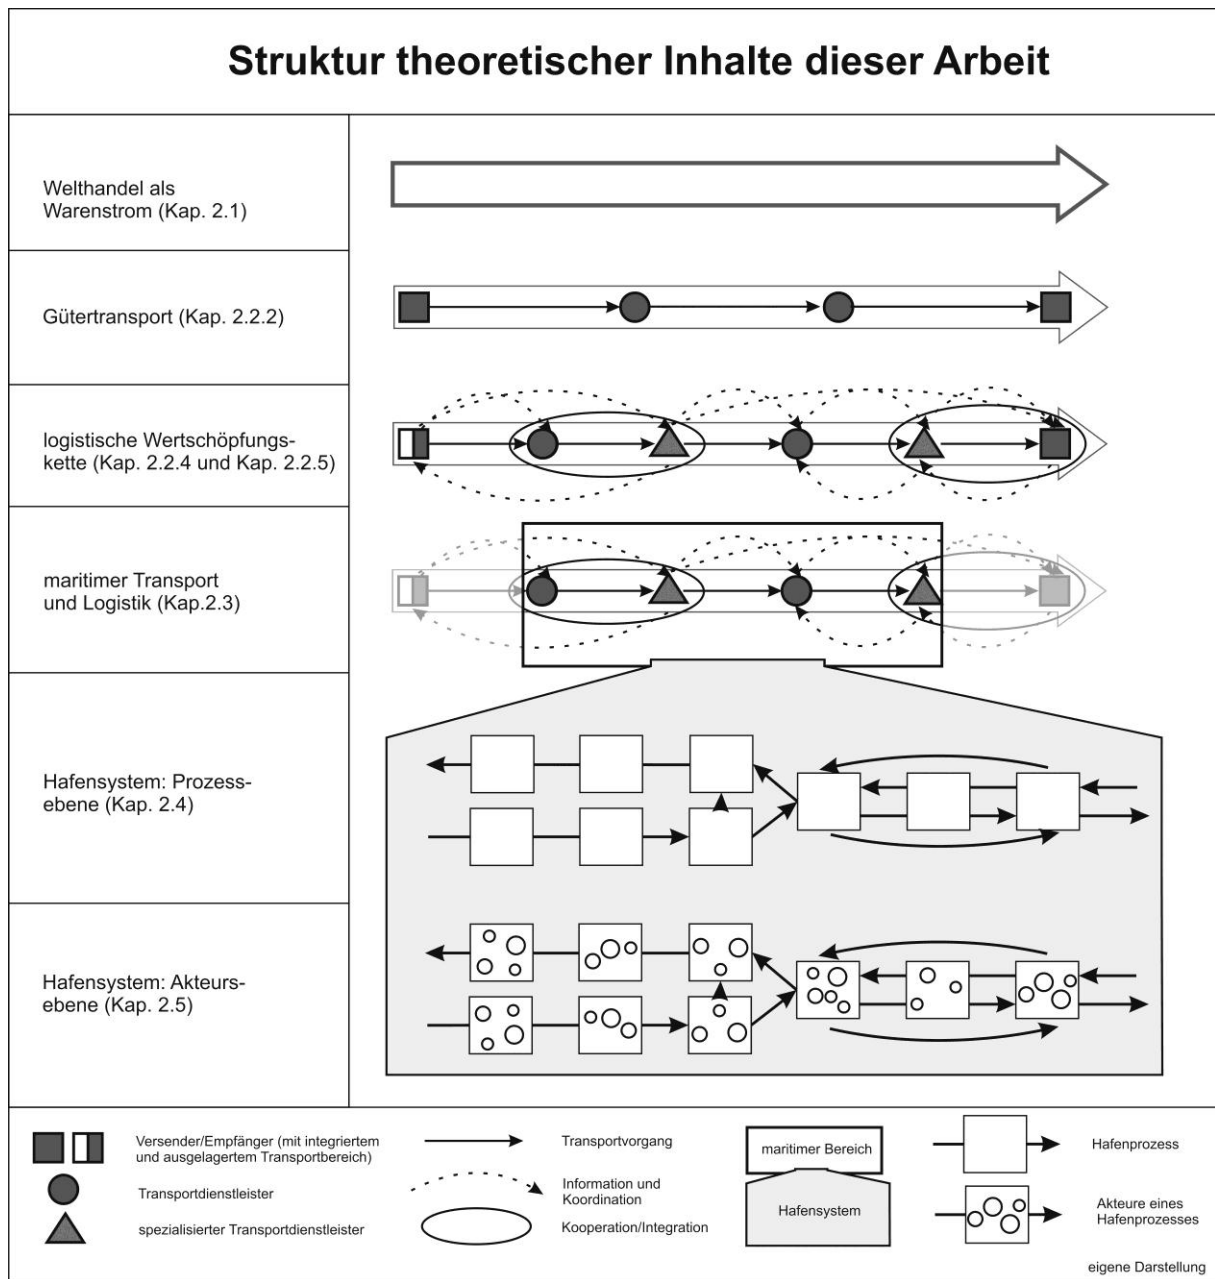 Struktur theoretischer Inhalte dieser Arbeit
Welthandel als
Warenstrom (Kap. 2.1)
Gütertransport (Kap. 2.2.2)
logistische Wertschöpfungs-
kette (Kap. 2.2.4 und Kap. 2.2.5)
maritimer Transport
und Logistik (Kap.2.3)
Hafensystem: Prozess-
ebene (Kap. 2.4)
Hafensystem: Akteurs-
ebene (Kap. 2.5)
Versender/Empfänger (mit integriertem
und ausgelagertem Transportbereich)
Transportdienstleister
spezialisierter Transportdienstleister
Transportvorgang
Information und
Koordination
Kooperation/Integration
maritimer Bereich
Hafensystem
Hafenprozess
Akteure eines
Hafenprozesses
eigene Darstellung